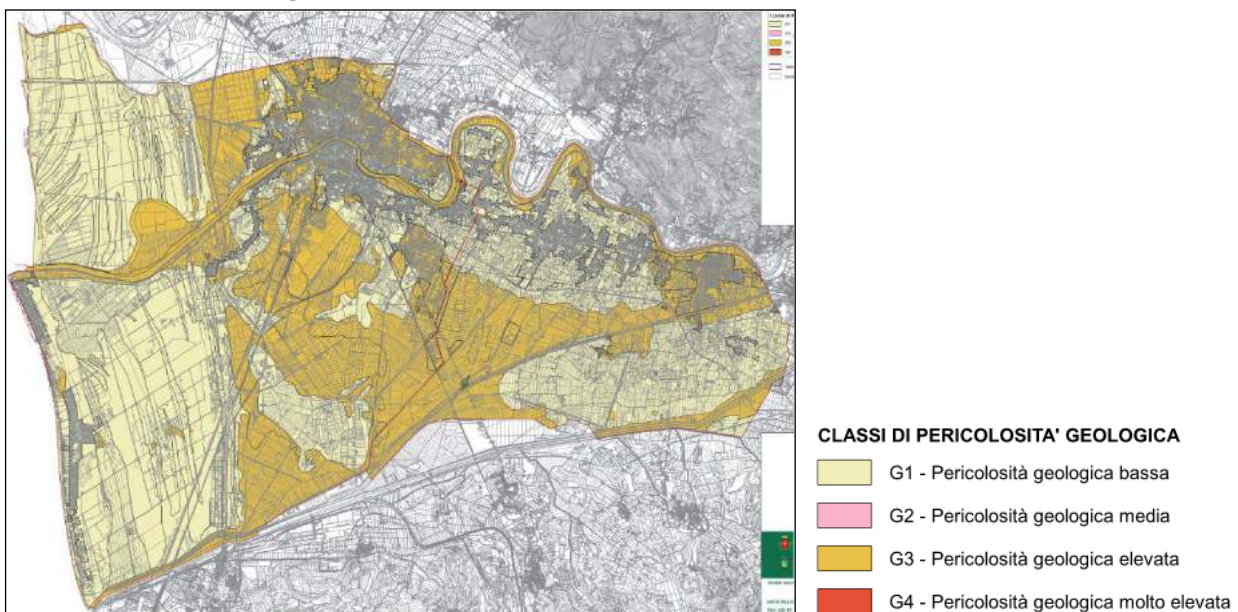 CLASSI DI PERICOLOSITA' GEOLOGICA
G1 - Pericolosità geologica bassa
G2 - Pericolosità geologica media
G3 - Pericolosità geologica elevata
G4 - Pericolosità geologica molto elevata